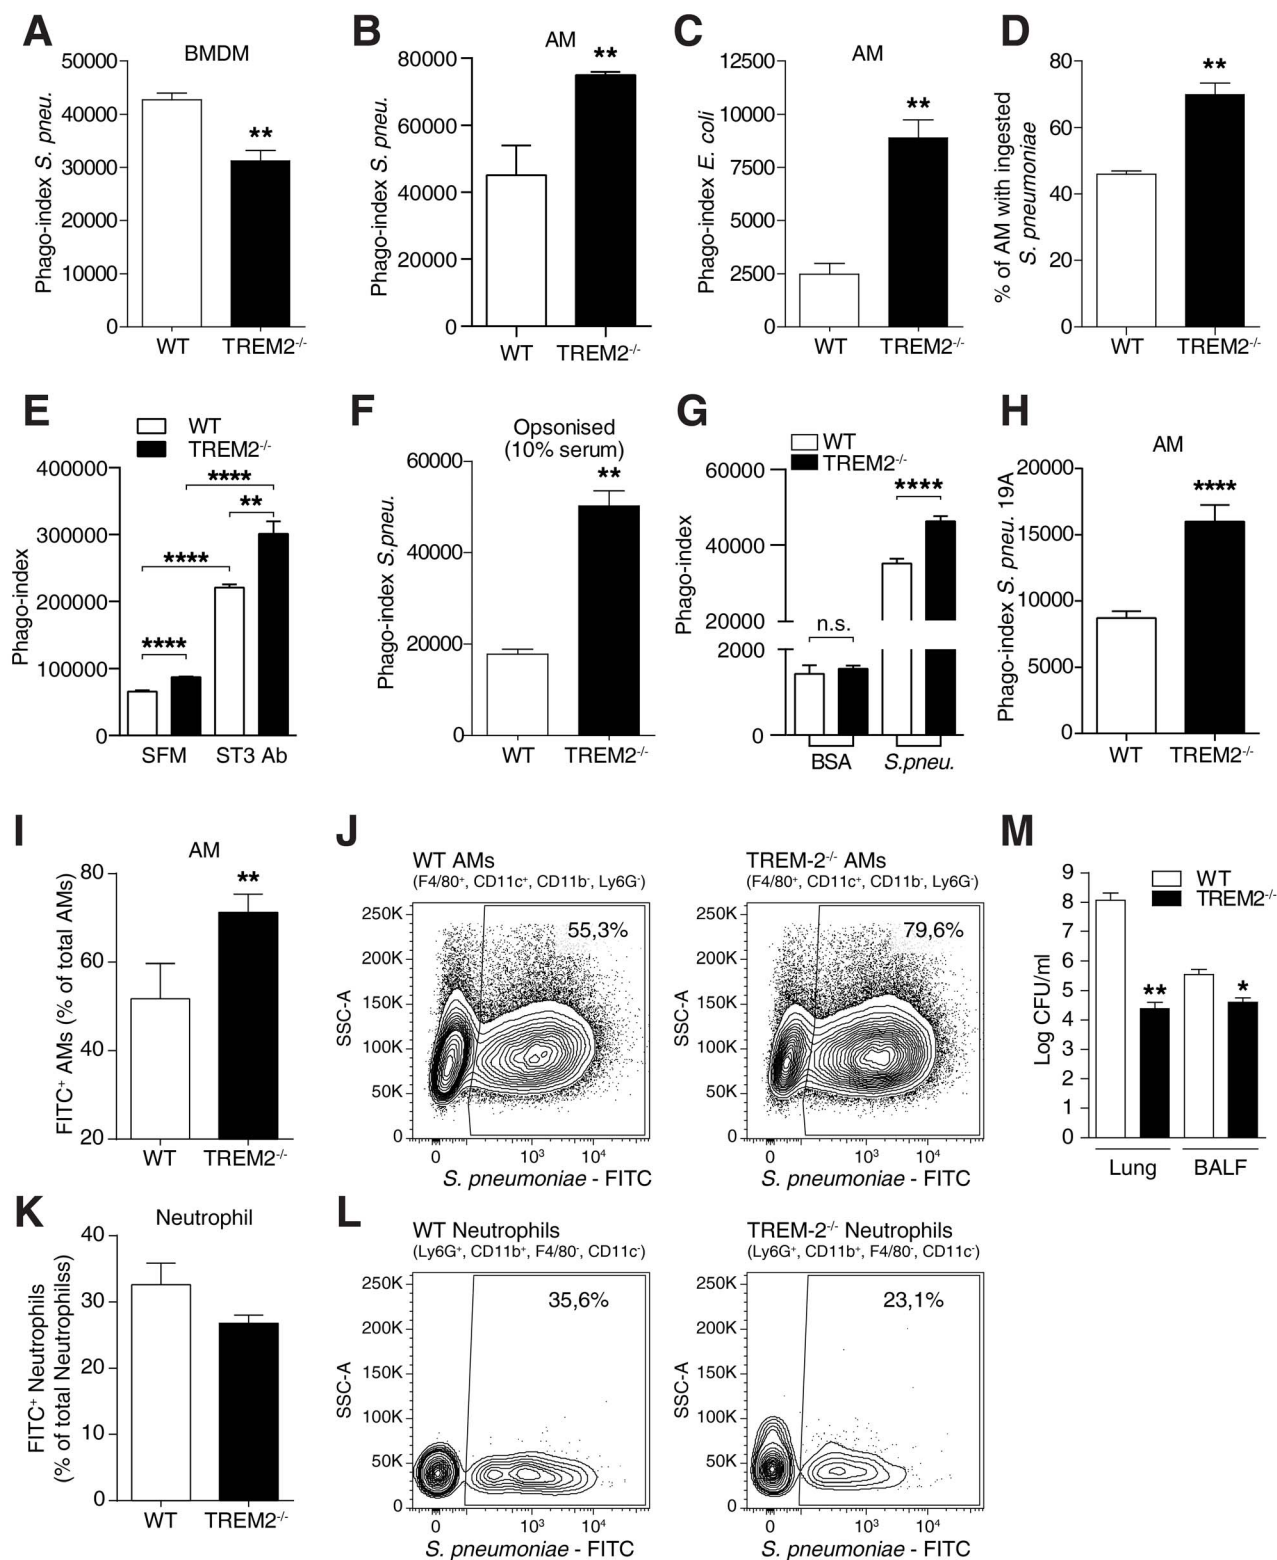 A
BMDM
Phago-index S. pneu.
50000
40000
30000
20000
10000
0
**
WT
TREM2-/-
B
AM
Phago-index S. pneu.
80000
60000
40000
20000
0
**
WT
TREM2-/-
C
AM
Phago-index E. coli
12500
10000
7500
5000
2500
0
**
WT
TREM2-/-
D
% of AM with ingested
S. pneumoniae
80
60
40
20
0
**
WT
TREM2-/-
E
WT
TREM2-/-
Phago-index
400000
300000
200000
100000
0
****
**
****
****
SFM
ST3 Ab
F
Opsonised
(10% serum)
Phago-index S.pneu.
60000
40000
20000
0
**
WT
TREM2-/-
G
WT
TREM2-/-
Phago-index
60000
40000
20000
2000
0
****
n.s.
BSA
S.pneu.
H
AM
Phago-index S. pneu. 19A
20000
15000
10000
5000
0
****
WT
TREM2-/-
I
AM
FITC+ AMs (% of total AMs)
80
60
40
20
**
WT
TREM2-/-
J
WT AMs
(F4/80+, CD11c+, CD11b-, Ly6G-)
55,3%
SSC-A
250K
200K
150K
100K
50K
0
0
10³
10⁴
S. pneumoniae - FITC
TREM-2-/- AMs
(F4/80+, CD11c+, CD11b-, Ly6G-)
79,6%
SSC-A
250K
200K
150K
100K
50K
0
0
10³
10⁴
S. pneumoniae - FITC
M
WT
TREM2-/-
Log CFU/ml
9
8
7
6
5
4
3
2
1
0
**
*
Lung
BALF
K
Neutrophil
FITC+ Neutrophils
(% of total Neutrophilss)
40
30
20
10
0
WT
TREM2-/-
L
WT Neutrophils
(Ly6G+, CD11b+, F4/80-, CD11c-)
35,6%
SSC-A
250K
200K
150K
100K
50K
0
0
10³
10⁴
S. pneumoniae - FITC
TREM-2-/- Neutrophils
(Ly6G+, CD11b+, F4/80-, CD11c-)
23,1%
SSC-A
250K
200K
150K
100K
50K
0
0
10³
10⁴
S. pneumoniae - FITC